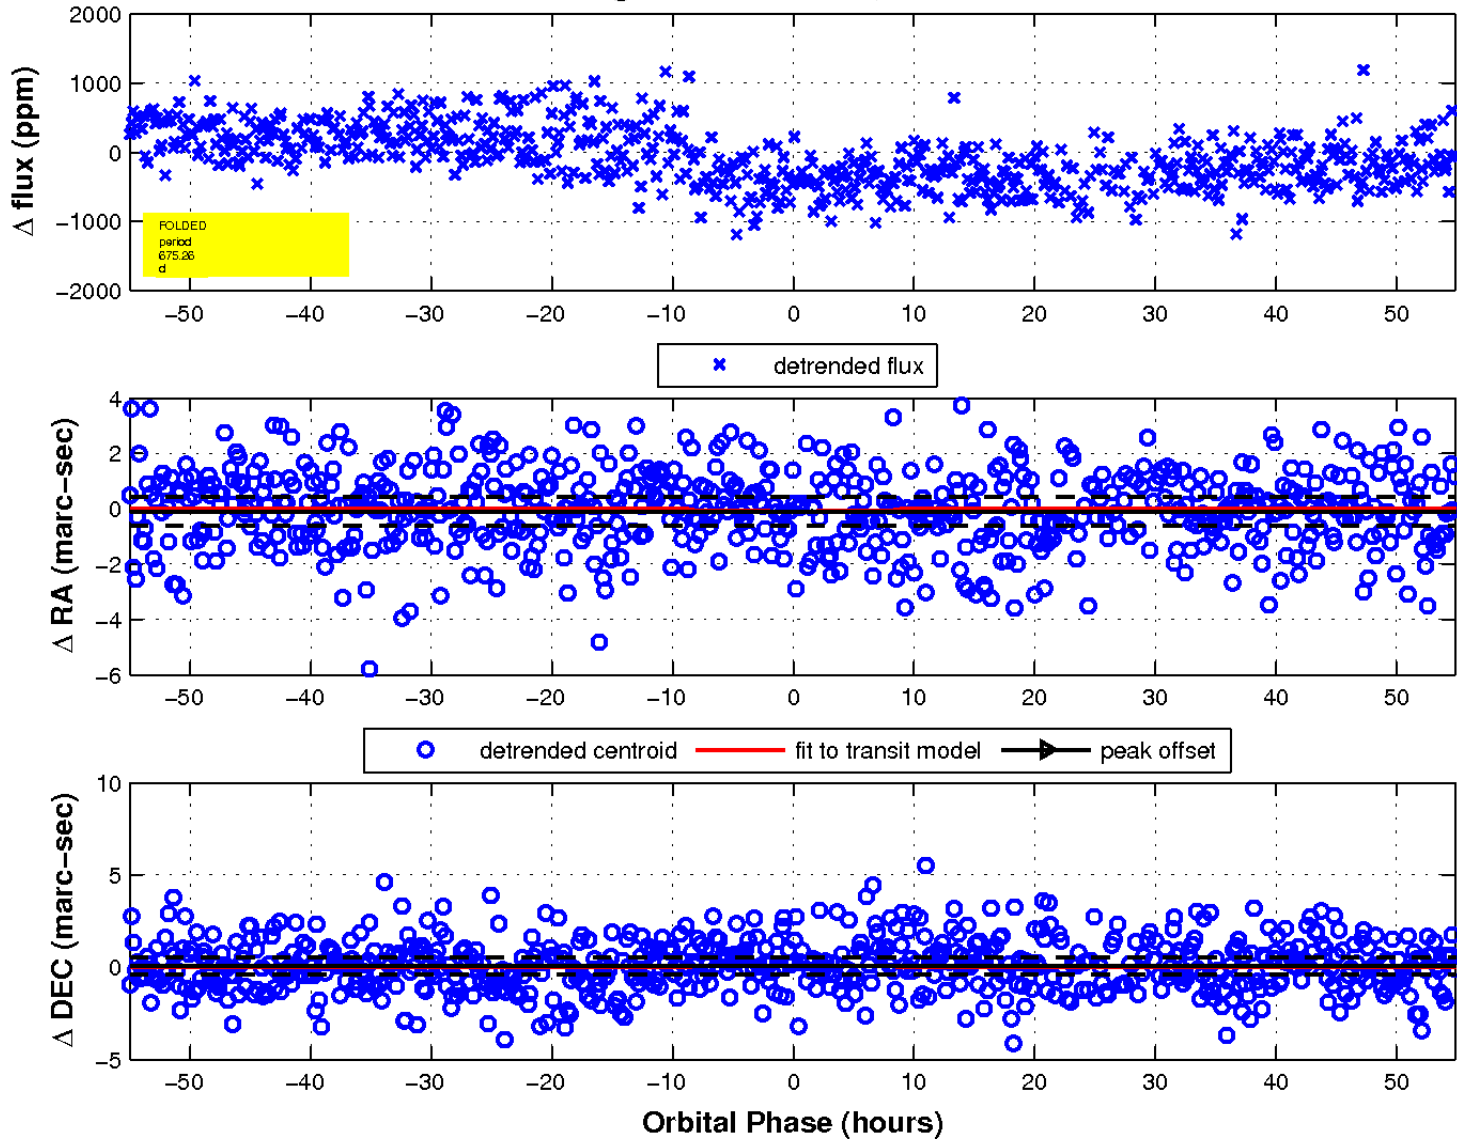 2000
1000
0
−1000
−2000
Δ flux (ppm)
FOLDED
period
675.26
d
−50 −40 −30 −20 −10 0 10 20 30 40 50
detrended flux
4
2
0
−2
−4
−6
Δ RA (marc−sec)
−50 −40 −30 −20 −10 0 10 20 30 40 50
detrended centroid fit to transit model peak offset
10
5
0
−5
Δ DEC (marc−sec)
−50 −40 −30 −20 −10 0 10 20 30 40 50
Orbital Phase (hours)